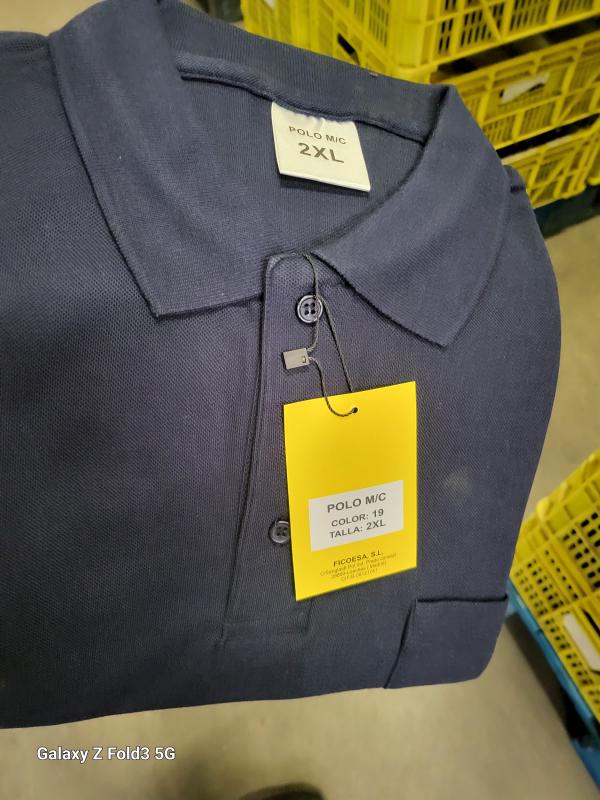 POLO M/C
2XL
POLO M/C
COLOR: 19
TALLA: 2XL
FICOESA, S.L.
Galaxy Z Fold3 5G